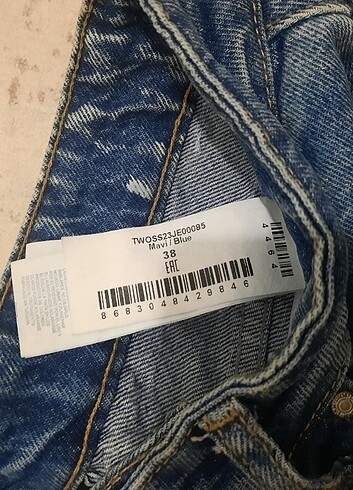 TWOSS23JE00085
Mavi / Blue
38
EAC
8683048429846
4464